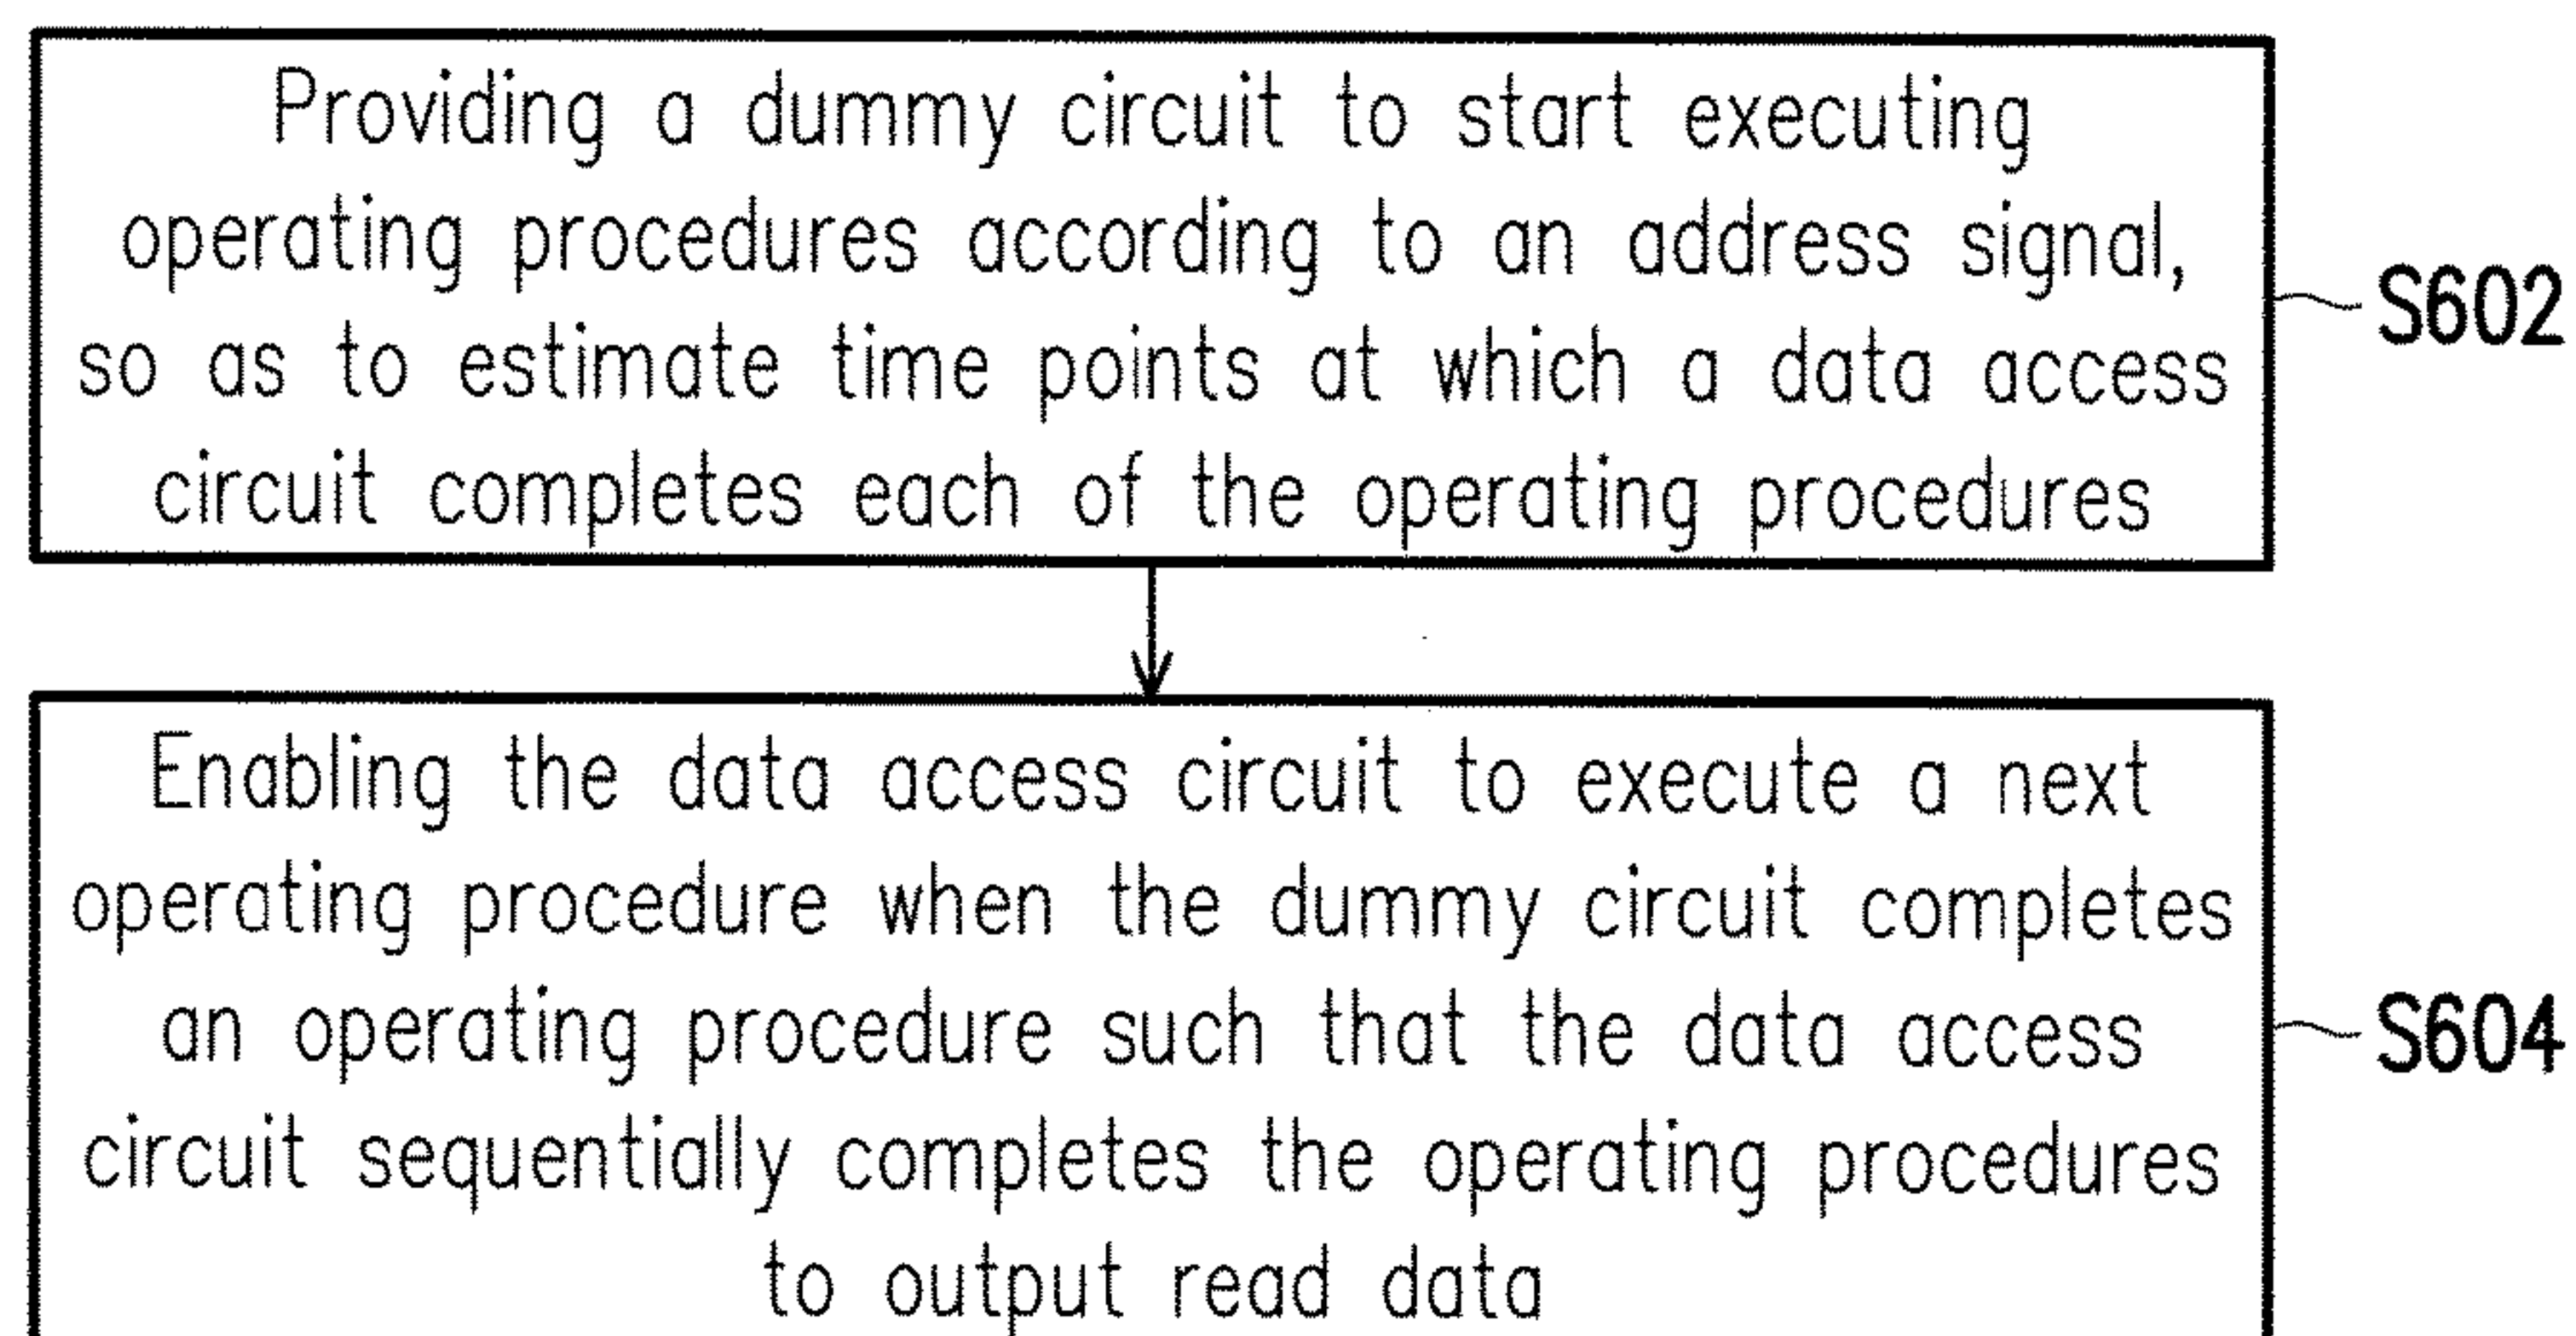 Providing a dummy circuit to start executing
operating procedures according to an address signal,
so as to estimate time points at which a data access
circuit completes each of the operating procedures
S602
Enabling the data access circuit to execute a next
operating procedure when the dummy circuit completes
an operating procedure such that the data access
circuit sequentially completes the operating procedures
to output read data
S604